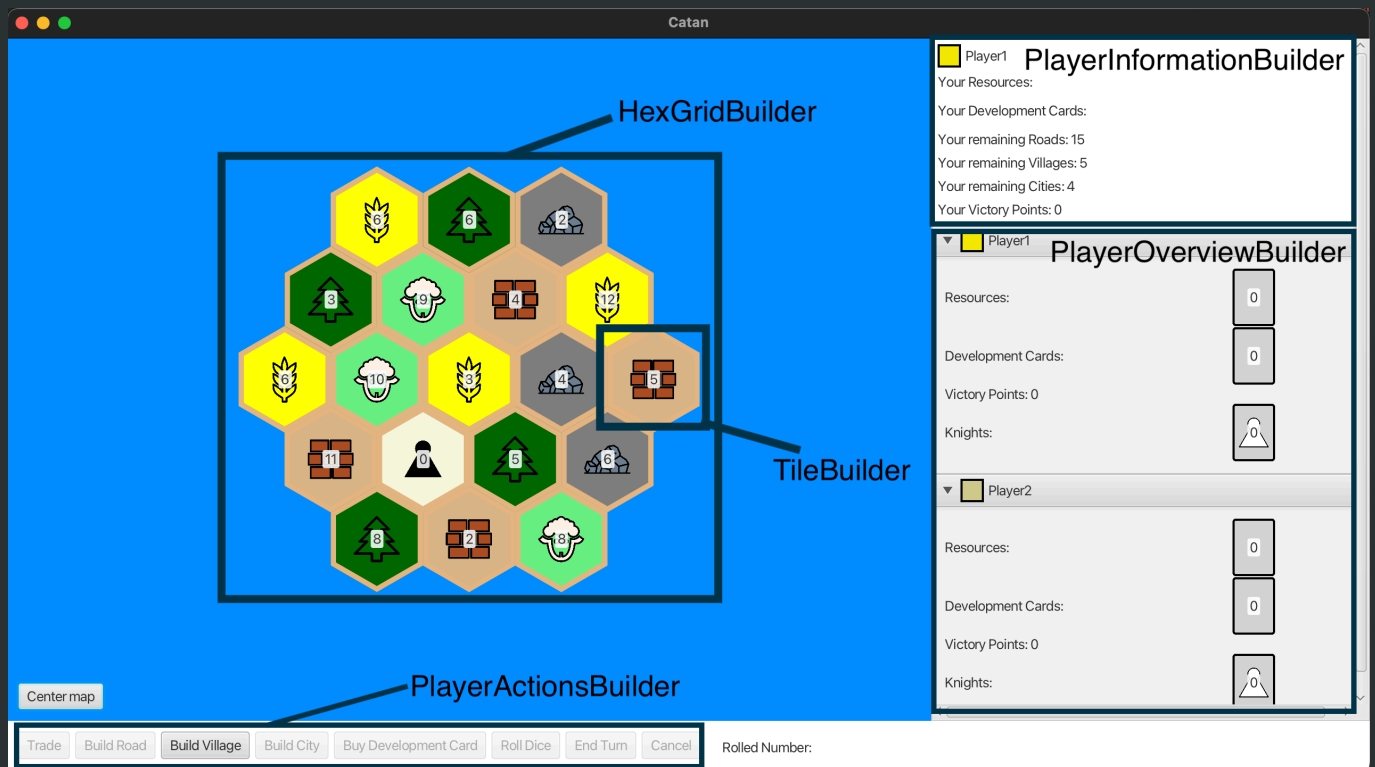 Catan
Player1
PlayerInformationBuilder
Your Resources:
Your Development Cards:
Your remaining Roads: 15
Your remaining Villages: 5
Your remaining Cities: 4
Your Victory Points: 0
HexGridBuilder
6 6 2
3 9 4 12
6 10 3 4 5
11 0 5 6
8 2 8
TileBuilder
Player1
PlayerOverviewBuilder
Resources: 0
Development Cards: 0
Victory Points: 0
Knights: 0
Player2
Resources: 0
Development Cards: 0
Victory Points: 0
Knights: 0
PlayerActionsBuilder
Center map
Trade Build Road Build Village Build City Buy Development Card Roll Dice End Turn Cancel
Rolled Number: